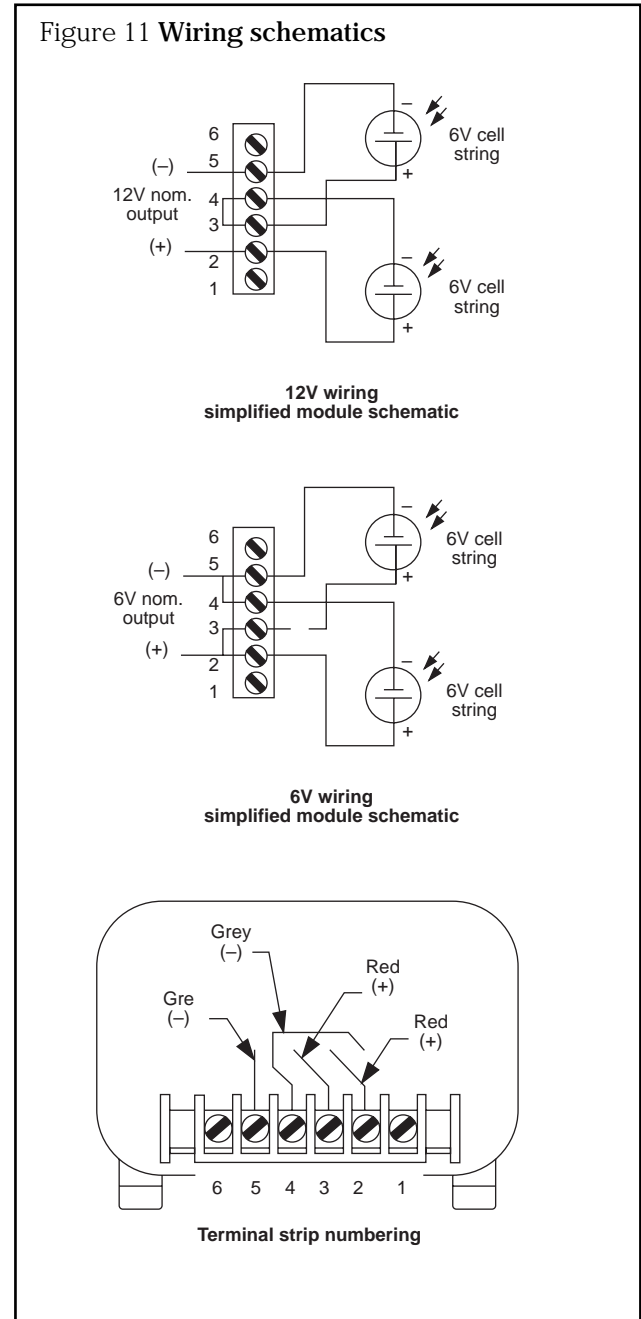 Figure 11 Wiring schematics
6
5
4
3
2
1
(–)
12V nom.
output
(+)
–
6V cell
string
+
–
6V cell
string
+
12V wiring
simplified module schematic
6
5
4
3
2
1
(–)
6V nom.
output
(+)
–
6V cell
string
+
–
6V cell
string
+
6V wiring
simplified module schematic
Grey
(–)
Red
(+)
Gre
(–)
Red
(+)
6 5 4 3 2 1
Terminal strip numbering